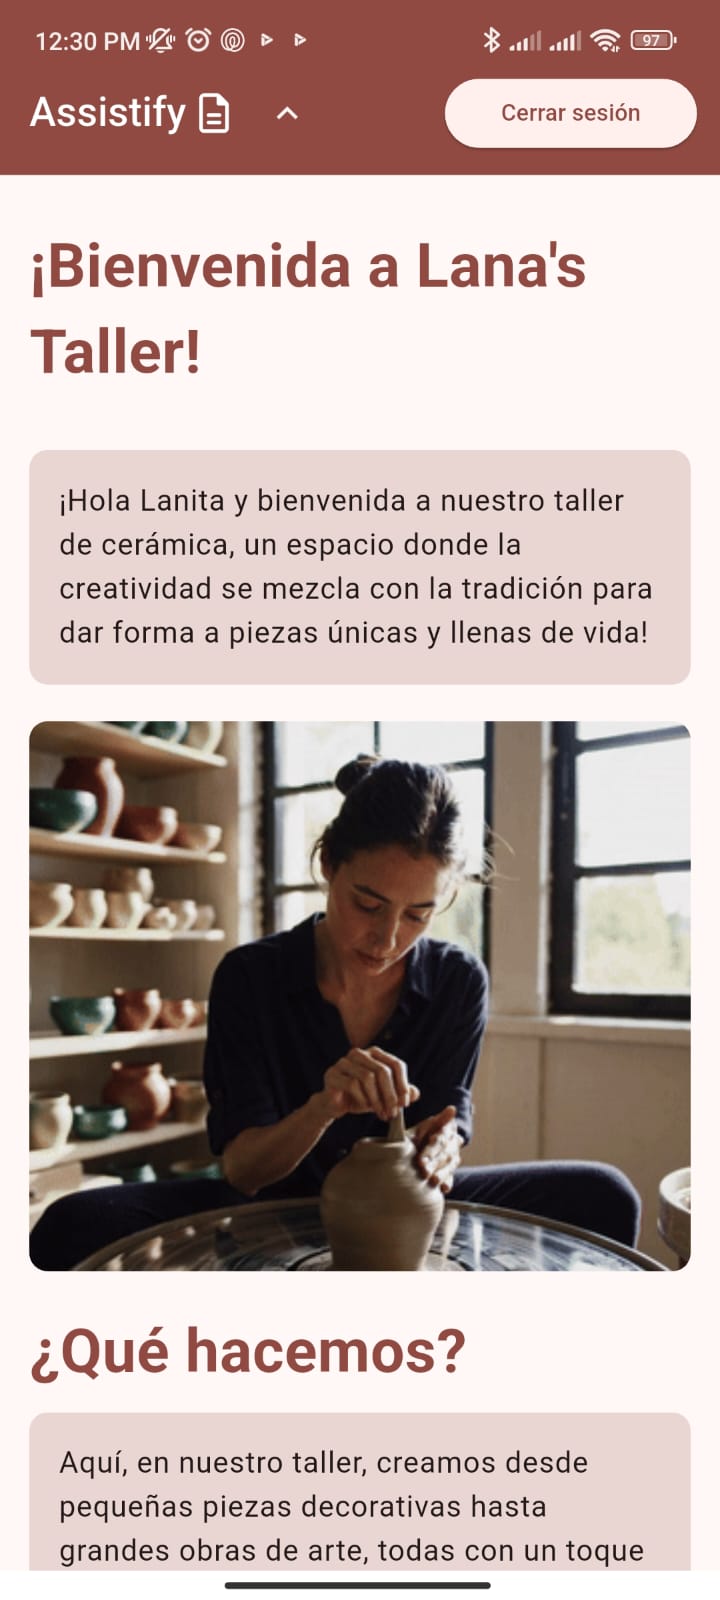 12:30 PM
97
Assistify
Cerrar sesión
¡Bienvenida a Lana's
Taller!
¡Hola Lanita y bienvenida a nuestro taller
de cerámica, un espacio donde la
creatividad se mezcla con la tradición para
dar forma a piezas únicas y llenas de vida!
¿Qué hacemos?
Aquí, en nuestro taller, creamos desde
pequeñas piezas decorativas hasta
grandes obras de arte, todas con un toque